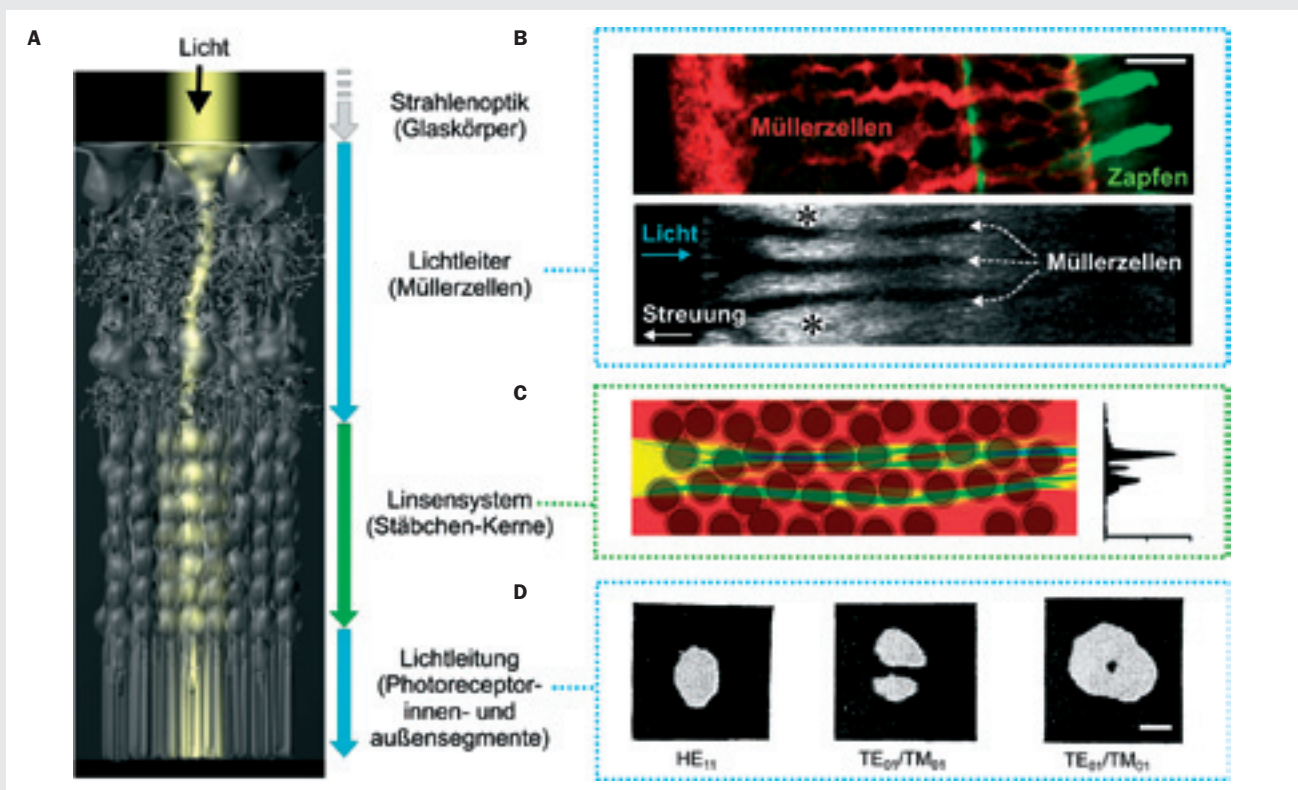 A
Licht
Strahlenoptik
(Glaskörper)
Lichtleiter
(Müllerzellen)
Linsensystem
(Stäbchen-Kerne)
Lichtleitung
(Photoreceptor-
innen- und
außensegmente)
B
Müllerzellen
Zapfen
*
Licht
Müllerzellen
Streuung
*
C
D
HE11
TE01/TM01
TE01/TM01